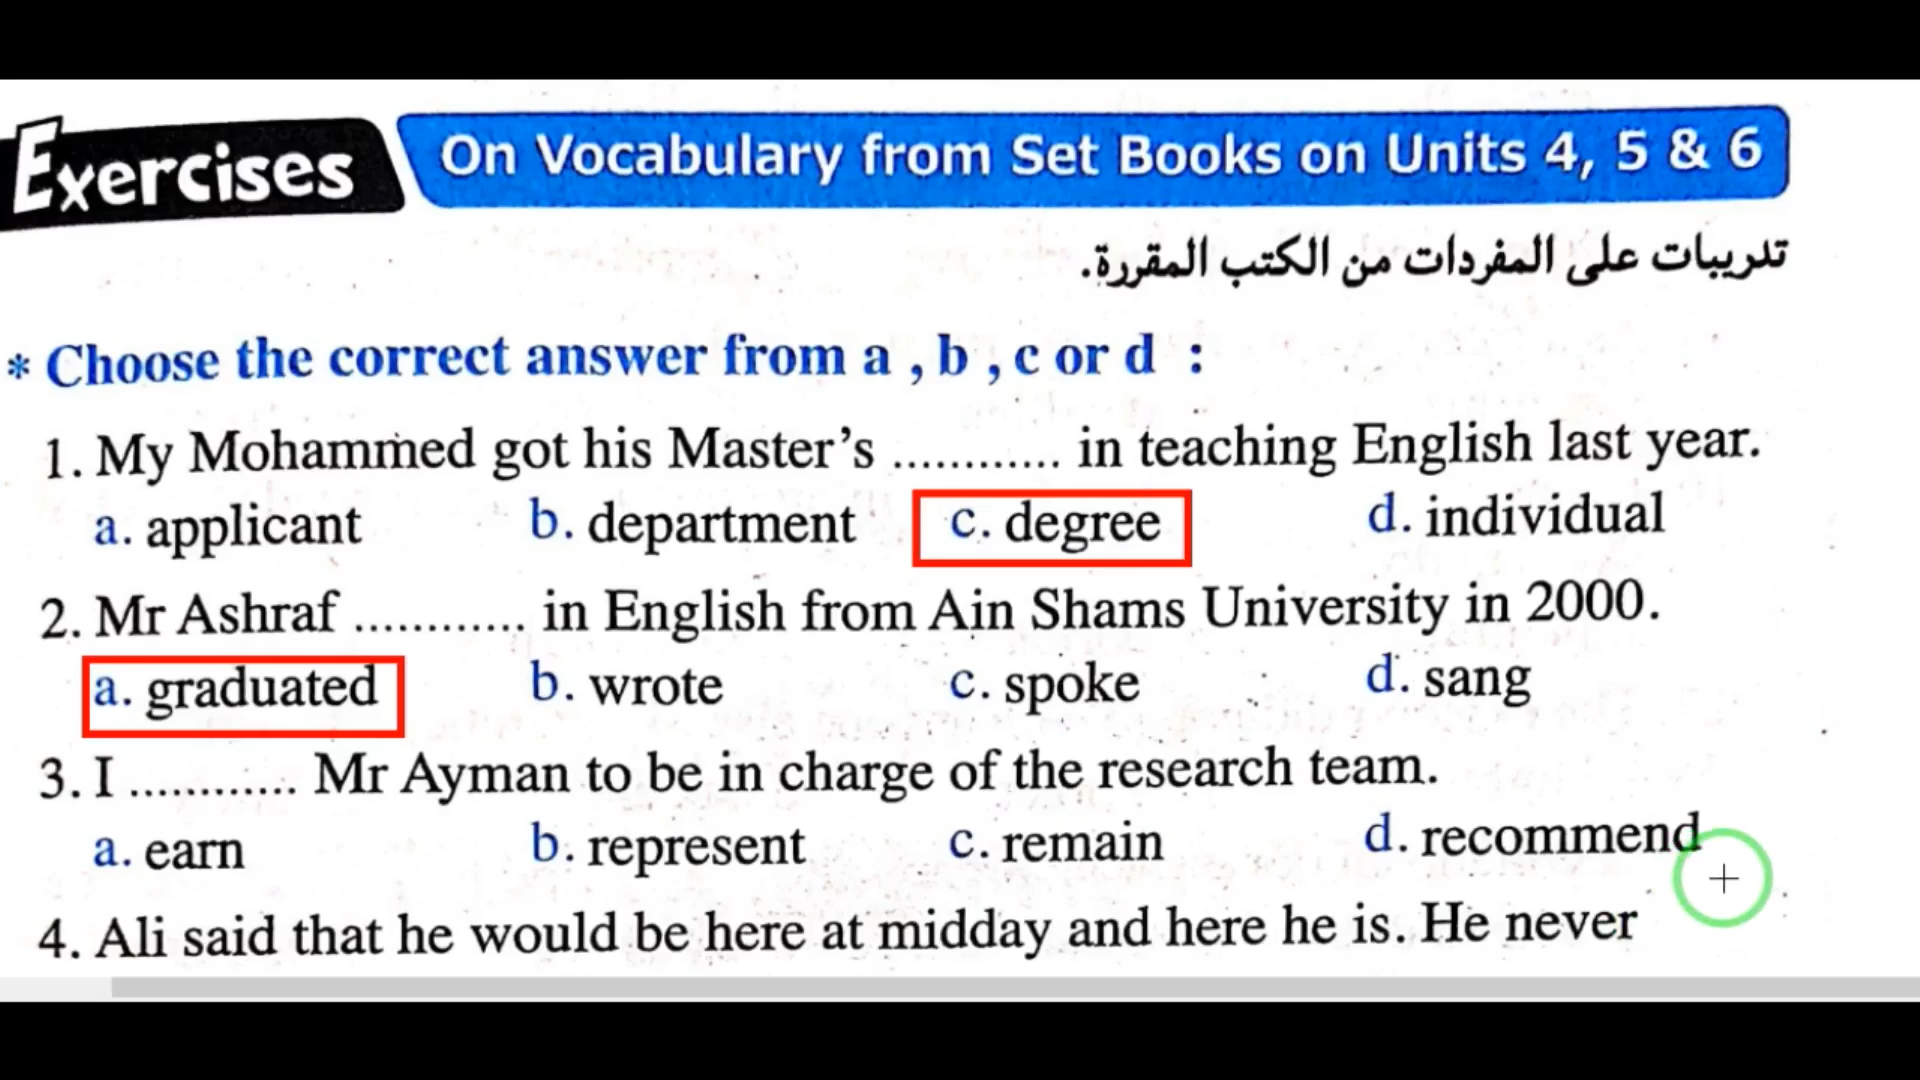 Exercises On Vocabulary from Set Books on Units 4, 5 & 6
تدريبات على المفردات من الكتب المقررة.
* Choose the correct answer from a , b , c or d :
1. My Mohammed got his Master’s ............ in teaching English last year.
a. applicant b. department c. degree d. individual
2. Mr Ashraf ............ in English from Ain Shams University in 2000.
a. graduated b. wrote c. spoke d. sang
3. I ............ Mr Ayman to be in charge of the research team.
a. earn b. represent c. remain d. recommend
4. Ali said that he would be here at midday and here he is. He never